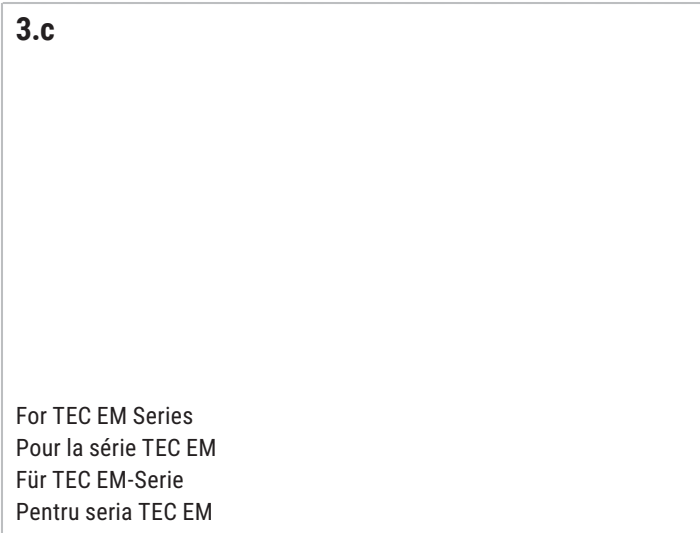 3.c
For TEC EM Series
Pour la série TEC EM
Für TEC EM-Serie
Pentru seria TEC EM